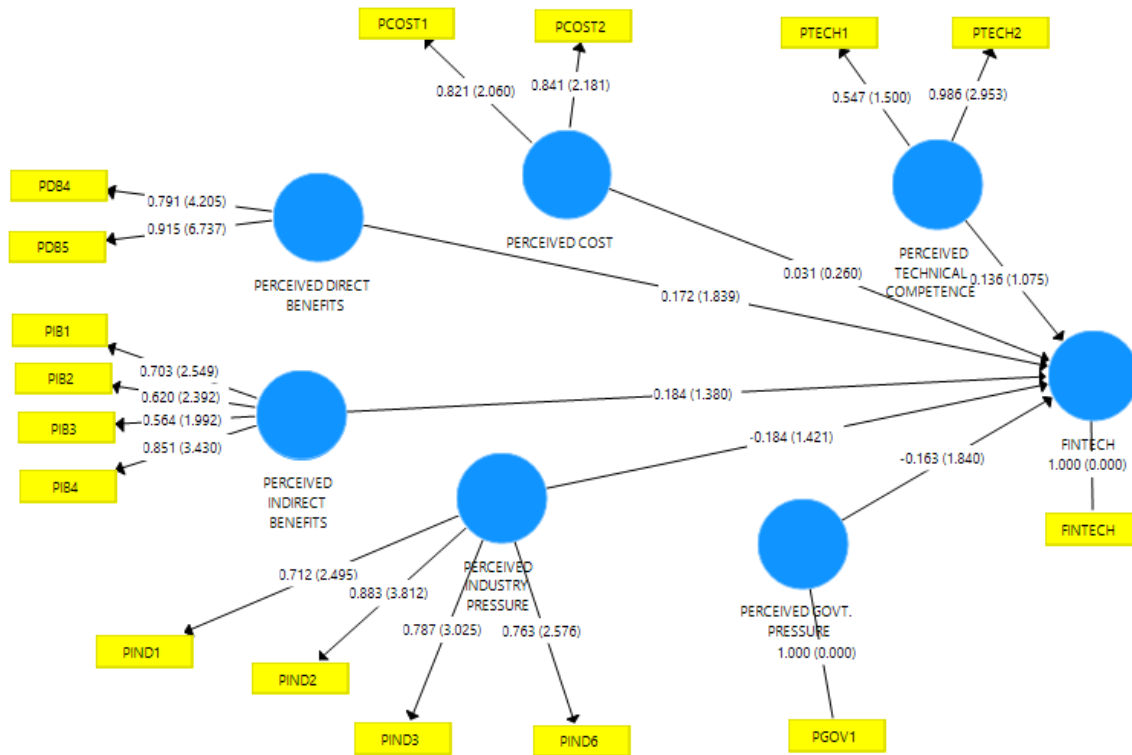 PCOST1
PCOST2
PTECH1
PTECH2
0.821 (2.060)
0.841 (2.181)
0.547 (1.500)
0.986 (2.953)
PDB4
PDB5
0.791 (4.205)
0.915 (6.737)
PERCEIVED DIRECT
BENEFITS
PERCEIVED COST
PERCEIVED
TECHNICAL
COMPETENCE
0.031 (0.260)
0.136 (1.075)
0.172 (1.839)
PIB1
PIB2
PIB3
PIB4
0.703 (2.549)
0.620 (2.392)
0.564 (1.992)
0.851 (3.430)
PERCEIVED
INDIRECT
BENEFITS
0.184 (1.380)
-0.184 (1.421)
-0.163 (1.840)
FINTECH
1.000 (0.000)
FINTECH
PERCEIVED
INDUSTRY
PRESSURE
0.712 (2.495)
0.883 (3.812)
0.787 (3.025)
0.763 (2.576)
PERCEIVED GOVT.
PRESSURE
1.000 (0.000)
PIND1
PIND2
PIND3
PIND6
PGOV1